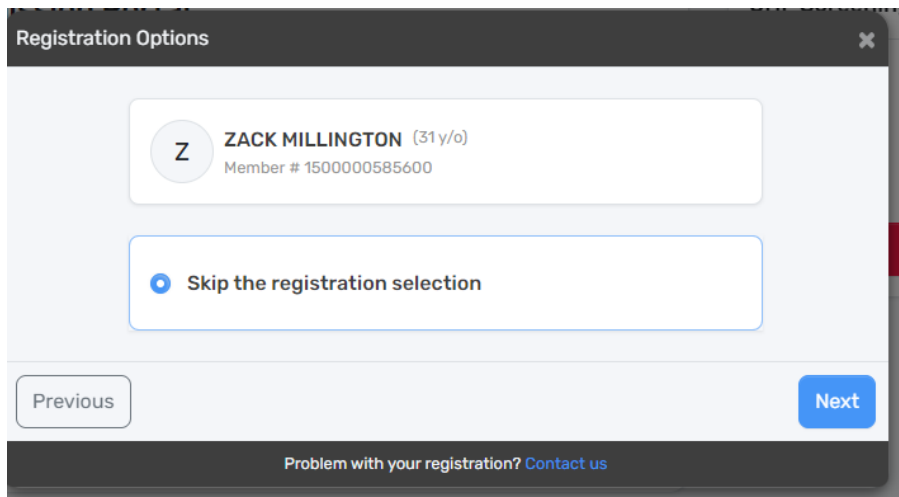 Registration Options
Z
ZACK MILLINGTON (31 y/o)
Member # 1500000585600
Skip the registration selection
Previous
Next
Problem with your registration? Contact us